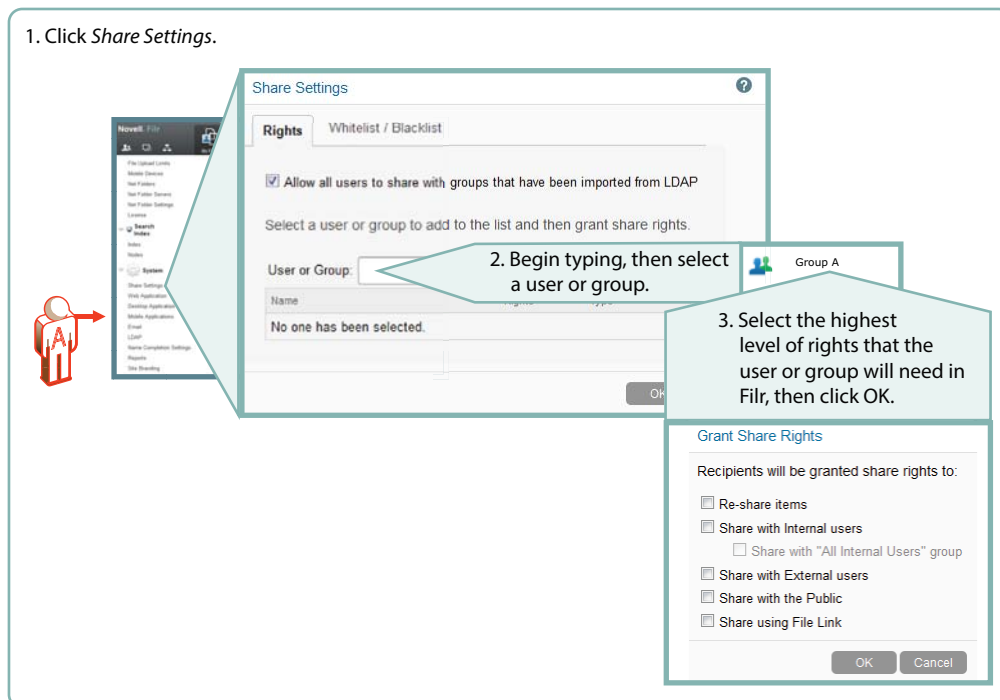 1. Click Share Settings.
Novell Filr
File Upload Limits
Mobile Devices
Net Folders
Net Folder Servers
Net Folder Settings
License
Search
Index
Index
Nodes
System
Share Settings
Web Application
Desktop Application
Mobile Applications
Email
LDAP
Name Completion Settings
Reports
Site Branding
Share Settings
?
Rights
Whitelist / Blacklist
Allow all users to share with groups that have been imported from LDAP
Select a user or group to add to the list and then grant share rights.
User or Group:
2. Begin typing, then select
a user or group.
Group A
Name
No one has been selected.
OK
3. Select the highest
level of rights that the
user or group will need in
Filr, then click OK.
A
Grant Share Rights
Recipients will be granted share rights to:
Re-share items
Share with Internal users
Share with "All Internal Users" group
Share with External users
Share with the Public
Share using File Link
OK
Cancel